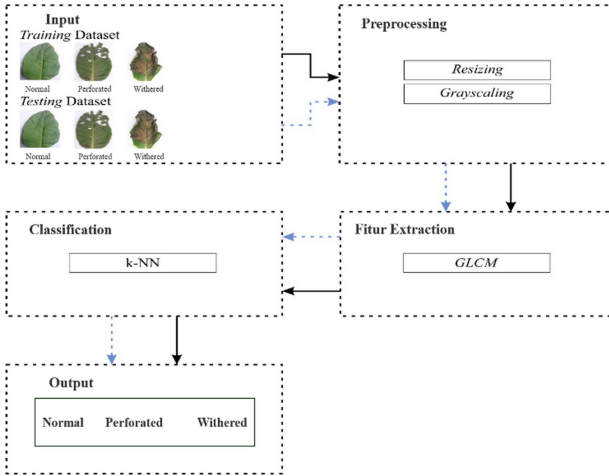 Input
Training Dataset
Normal Perforated Withered
Testing Dataset
Normal Perforated Withered
Preprocessing
Resizing
Grayscaling
Fitur Extraction
GLCM
Classification
k-NN
Output
Normal Perforated Withered